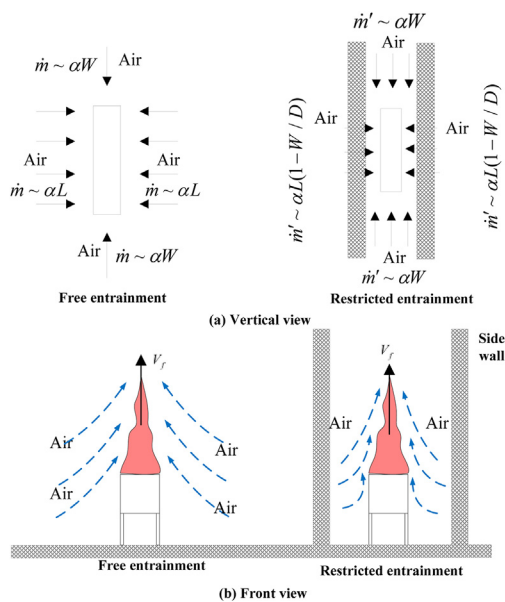 ṁ ~ αW
Air
Air
ṁ ~ αL
ṁ ~ αL
Air
Air
ṁ ~ αW
Free entrainment
ṁ′ ~ αW
Air
Air
Air
ṁ′ ~ αL(1−W / D)
ṁ′ ~ αL(1−W / D)
Air
ṁ′ ~ αW
Restricted entrainment
(a) Vertical view
V_f
Air
Air
Air
Air
Free entrainment
Side
wall
V_f
Air
Air
Restricted entrainment
(b) Front view